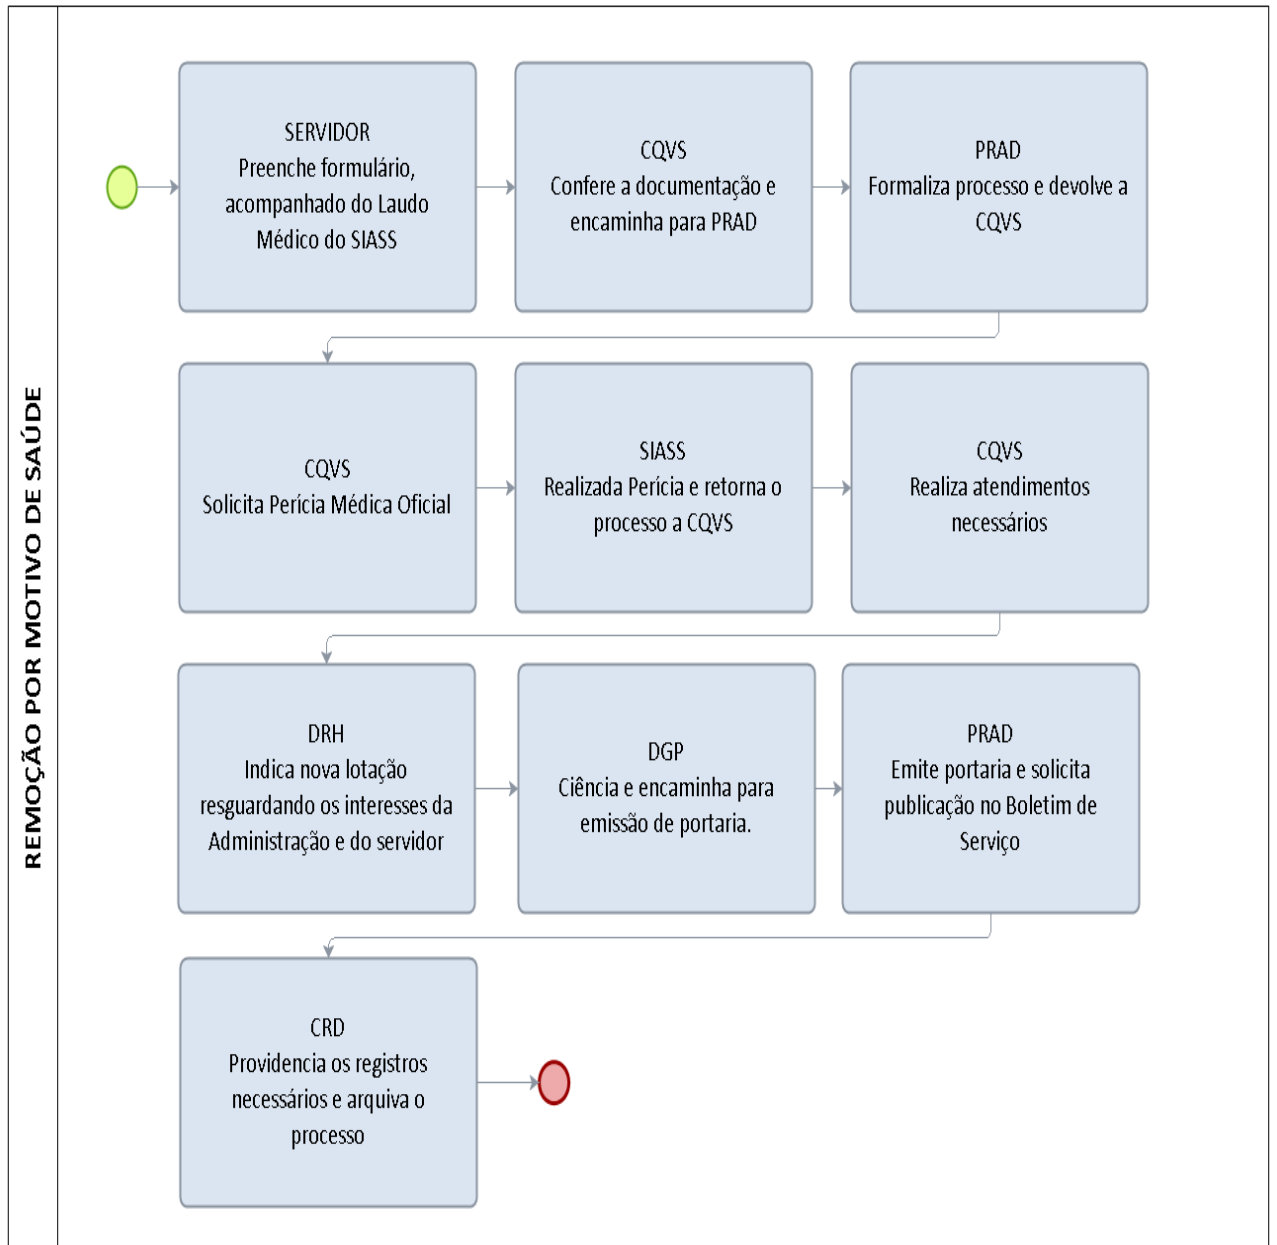 REMOÇÃO POR MOTIVO DE SAÚDE
SERVIDOR
Preenche formulário,
acompanhado do Laudo
Médico do SIASS
CQVS
Confere a documentação e
encaminha para PRAD
PRAD
Formaliza processo e devolve a
CQVS
CQVS
Solicita Perícia Médica Oficial
SIASS
Realizada Perícia e retorna o
processo a CQVS
CQVS
Realiza atendimentos
necessários
DRH
Indica nova lotação
resguardando os interesses da
Administração e do servidor
DGP
Ciência e encaminha para
emissão de portaria.
PRAD
Emite portaria e solicita
publicação no Boletim de
Serviço
CRD
Providencia os registros
necessários e arquiva o
processo